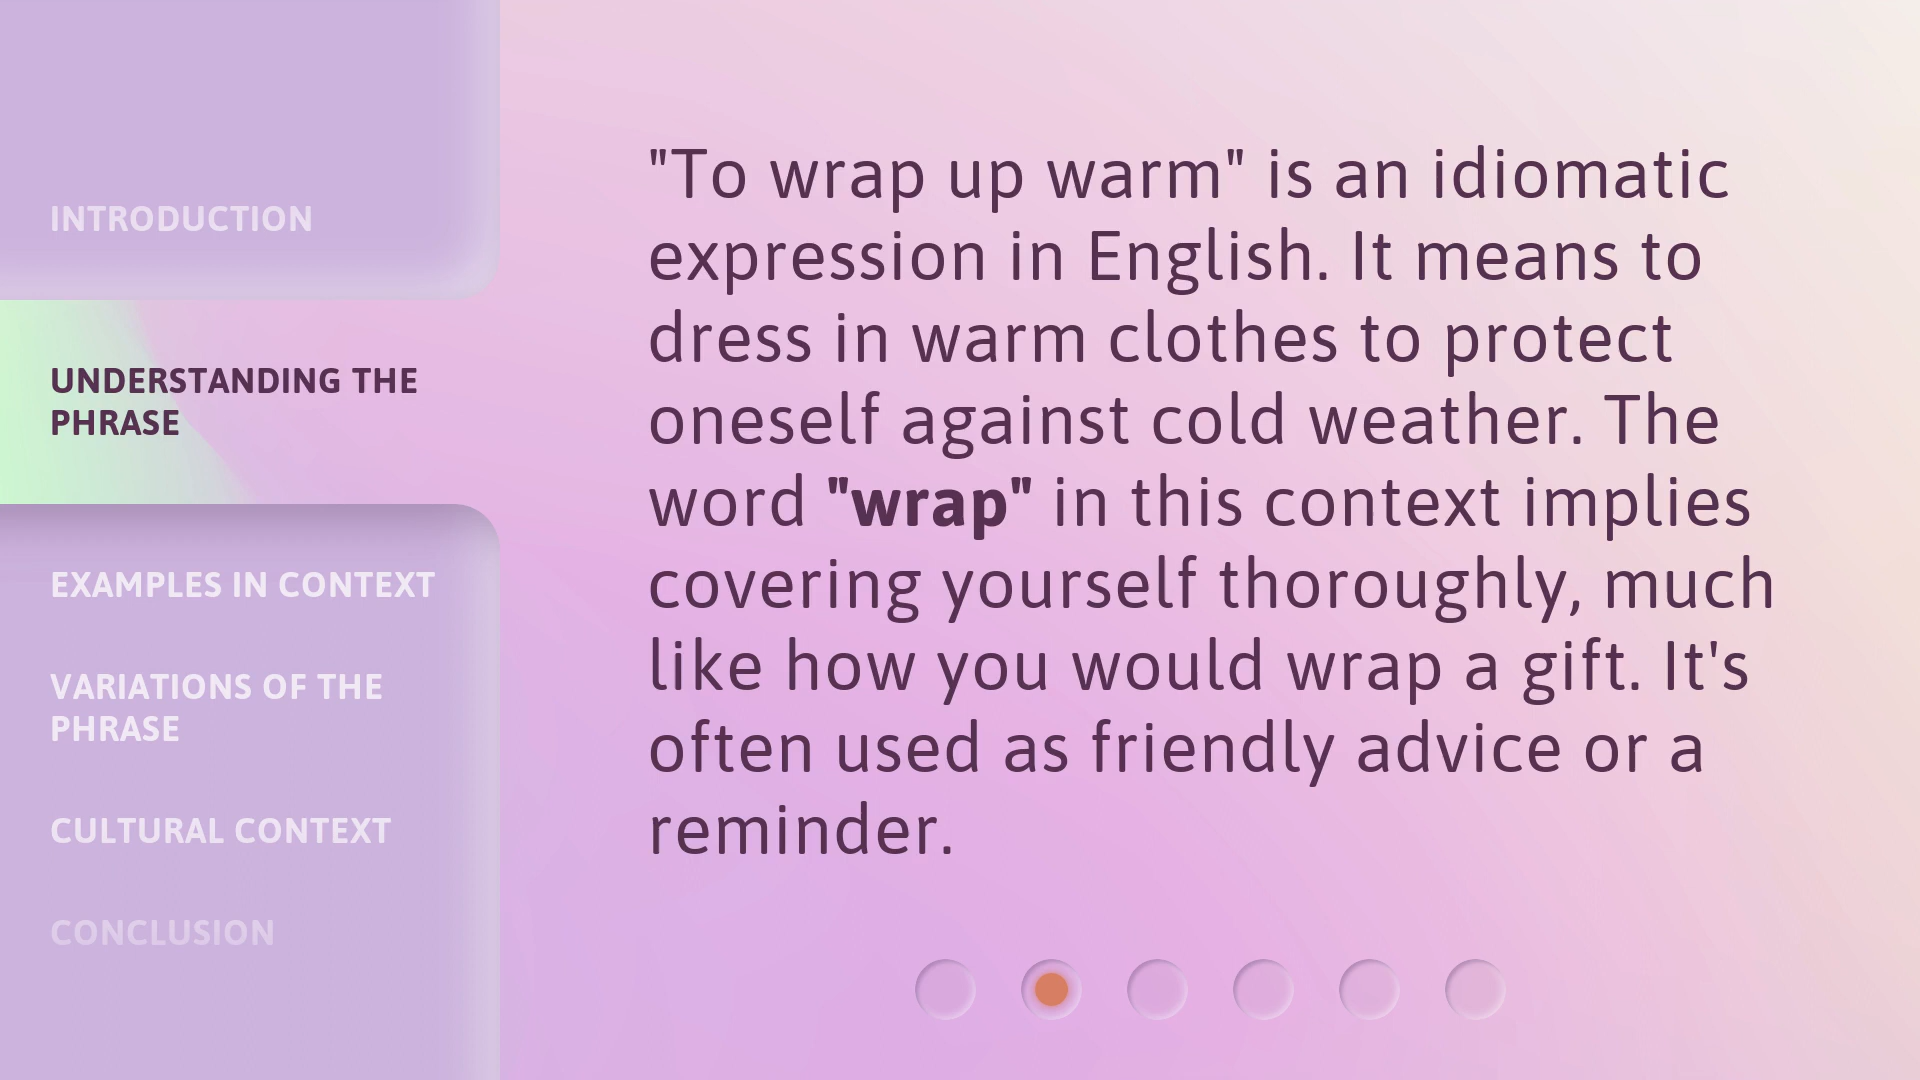 INTRODUCTION
UNDERSTANDING THE
PHRASE
EXAMPLES IN CONTEXT
VARIATIONS OF THE
PHRASE
CULTURAL CONTEXT
CONCLUSION
"To wrap up warm" is an idiomatic
expression in English. It means to
dress in warm clothes to protect
oneself against cold weather. The
word "wrap" in this context implies
covering yourself thoroughly, much
like how you would wrap a gift. It's
often used as friendly advice or a
reminder.